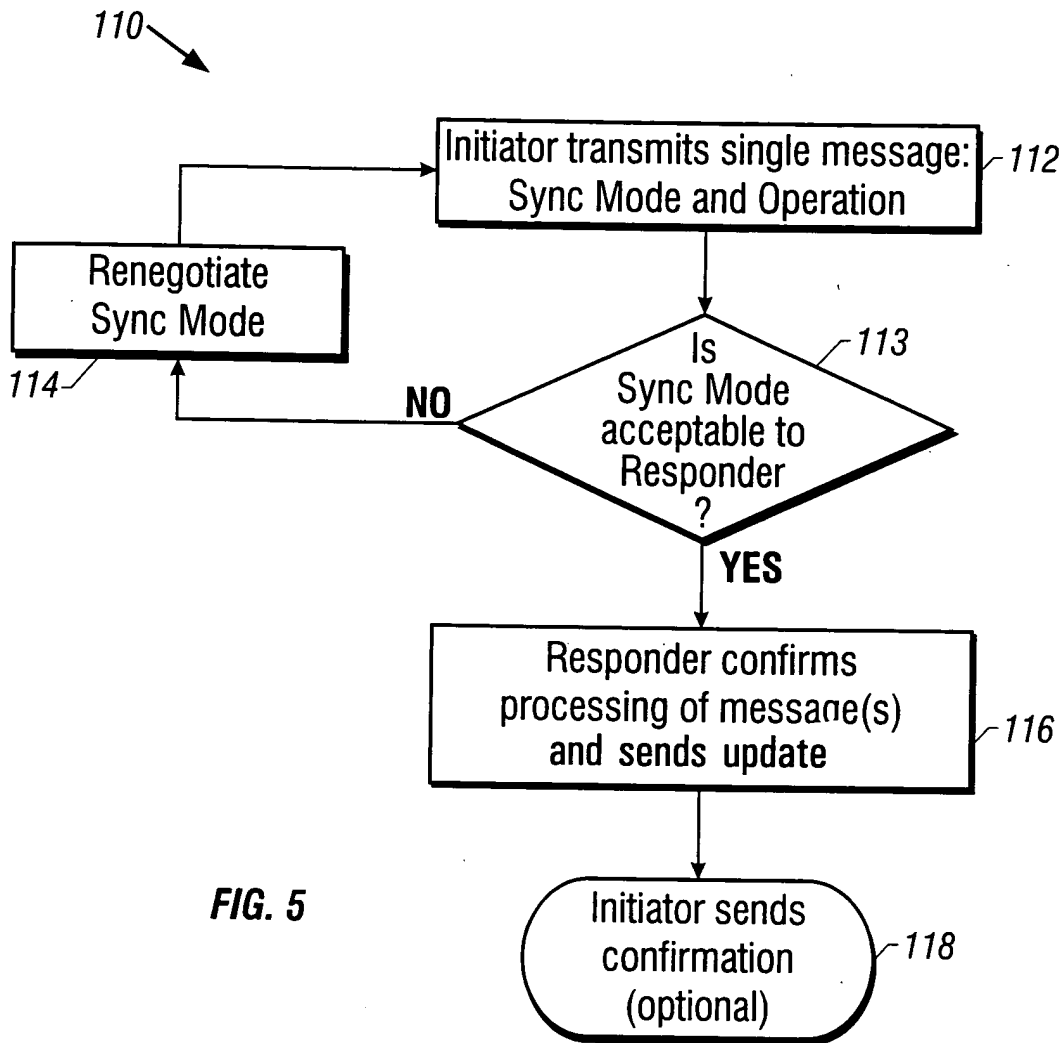 110
Initiator transmits single message:
Sync Mode and Operation
112
Renegotiate
Sync Mode
114
Is
Sync Mode
acceptable to
Responder
?
113
NO
YES
Responder confirms
processing of message(s)
and sends update
116
Initiator sends
confirmation
(optional)
118
FIG. 5